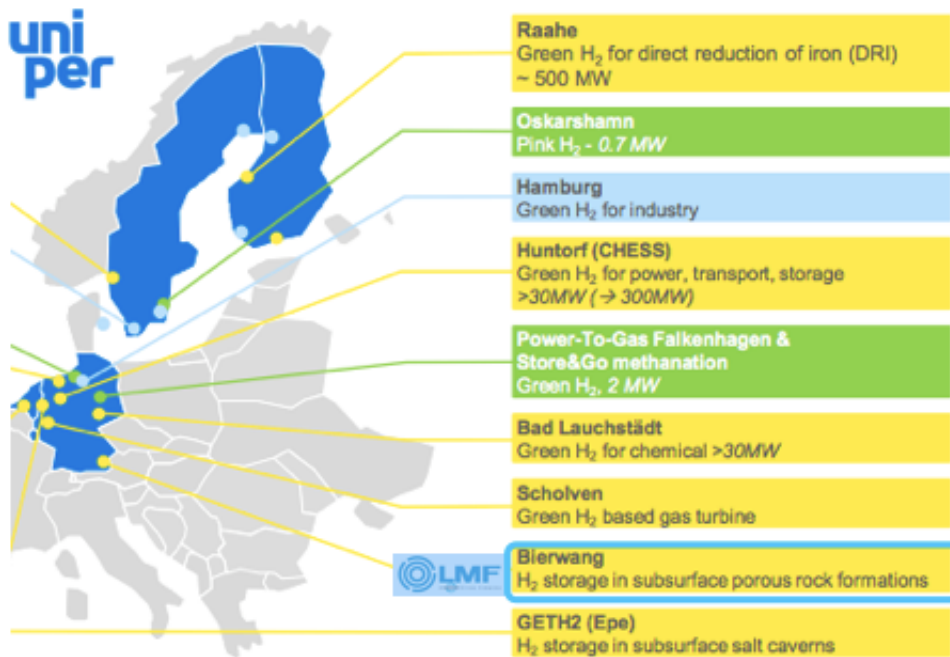 uni
per
Raahe
Green H₂ for direct reduction of iron (DRI)
~ 500 MW
Oskarshamn
Pink H₂ - 0.7 MW
Hamburg
Green H₂ for industry
Huntorf (CHESS)
Green H₂ for power, transport, storage
>30MW (→ 300MW)
Power-To-Gas Falkenhagen &
Store&Go methanation
Green H₂, 2 MW
Bad Lauchstädt
Green H₂ for chemical >30MW
Scholven
Green H₂ based gas turbine
LMF
Bierwang
H₂ storage in subsurface porous rock formations
GETH2 (Epe)
H₂ storage in subsurface salt caverns